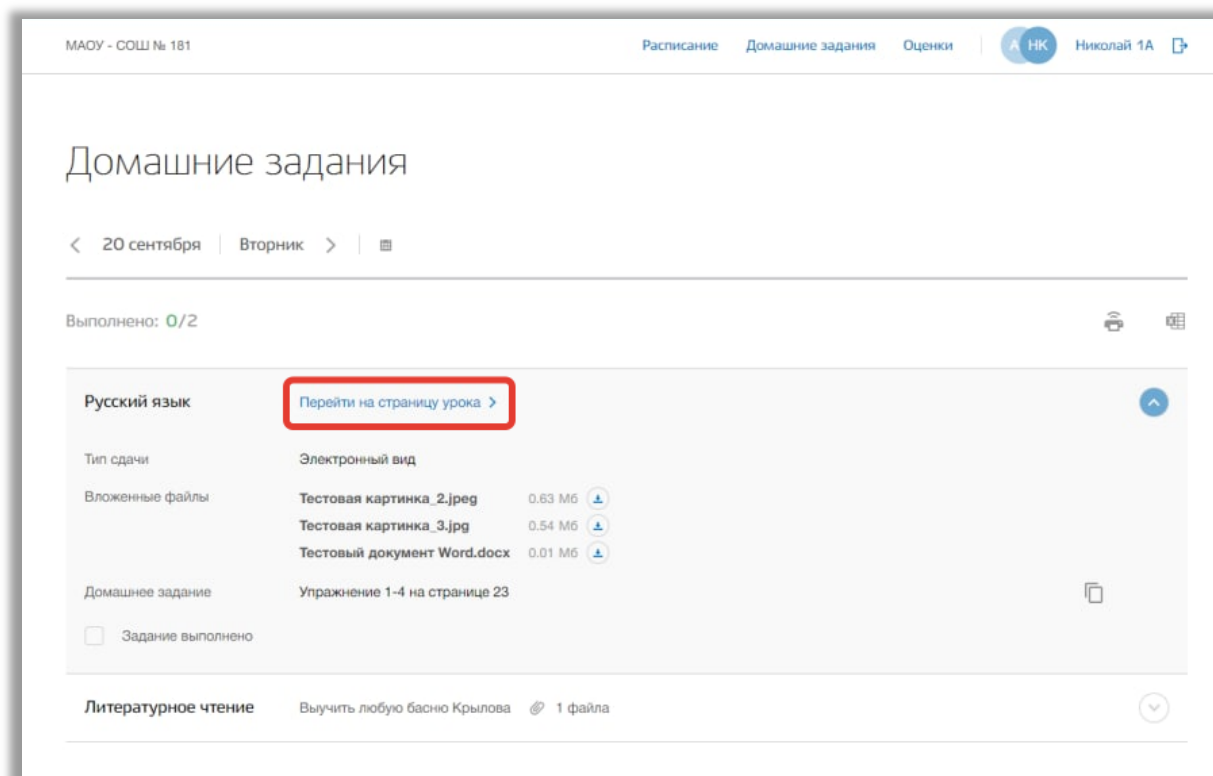 МАОУ - СОШ № 181
Расписание Домашние задания Оценки А НК Николай 1А
Домашние задания
20 сентября Вторник
Выполнено: 0/2
Русский язык Перейти на страницу урока
Тип сдачи Электронный вид
Вложенные файлы Тестовая картинка_2.jpeg 0.63 Мб
Тестовая картинка_3.jpg 0.54 Мб
Тестовый документ Word.docx 0.01 Мб
Домашнее задание Упражнение 1-4 на странице 23
Задание выполнено
Литературное чтение Выучить любую басню Крылова 1 файла